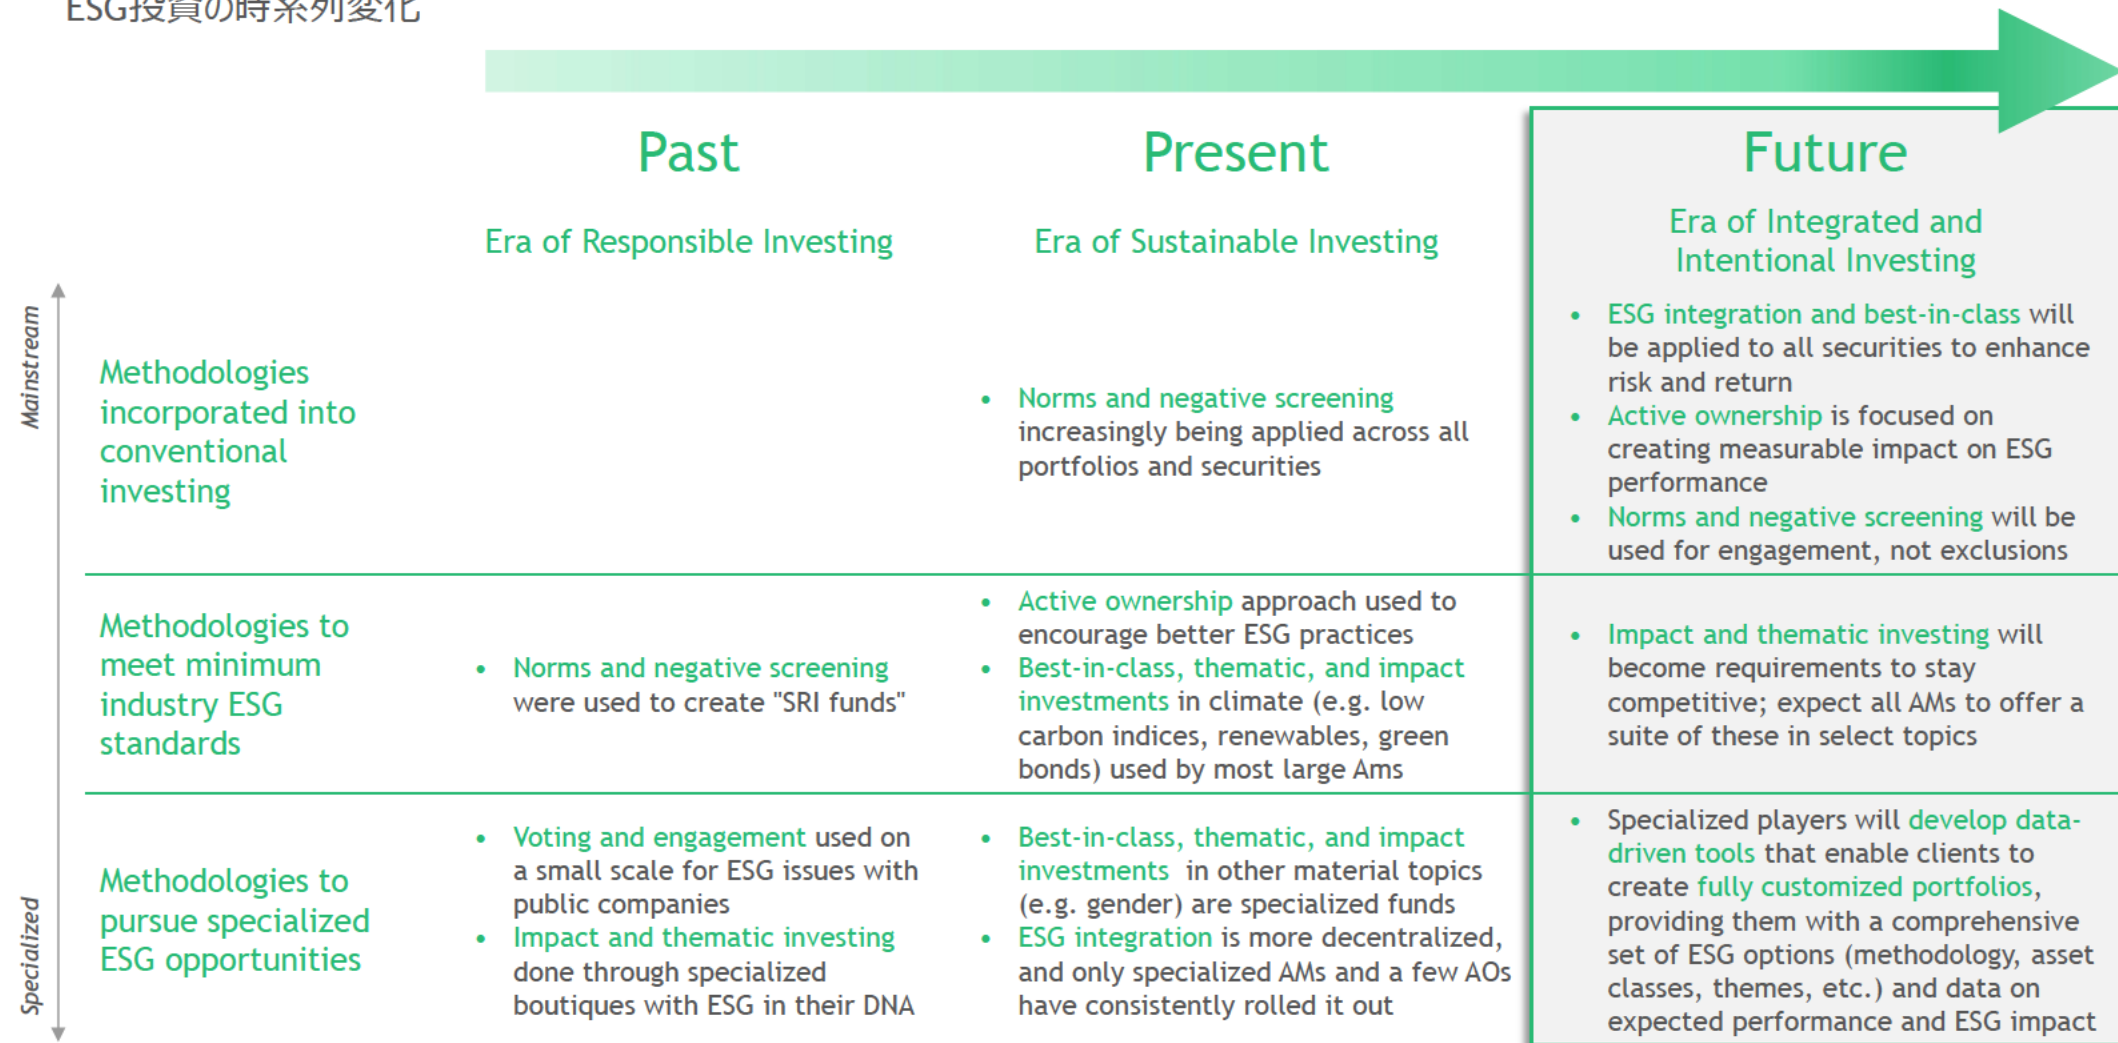 ESG投資の時系列変化
Past
Present
Future
Era of Responsible Investing
Era of Sustainable Investing
Era of Integrated and
Intentional Investing
Mainstream
Methodologies
incorporated into
conventional
investing
• Norms and negative screening
increasingly being applied across all
portfolios and securities
• ESG integration and best-in-class will
be applied to all securities to enhance
risk and return
• Active ownership is focused on
creating measurable impact on ESG
performance
• Norms and negative screening will be
used for engagement, not exclusions
Methodologies to
meet minimum
industry ESG
standards
• Norms and negative screening
were used to create "SRI funds"
• Active ownership approach used to
encourage better ESG practices
• Best-in-class, thematic, and impact
investments in climate (e.g. low
carbon indices, renewables, green
bonds) used by most large Ams
• Impact and thematic investing will
become requirements to stay
competitive; expect all AMs to offer a
suite of these in select topics
Specialized
Methodologies to
pursue specialized
ESG opportunities
• Voting and engagement used on
a small scale for ESG issues with
public companies
• Impact and thematic investing
done through specialized
boutiques with ESG in their DNA
• Best-in-class, thematic, and impact
investments in other material topics
(e.g. gender) are specialized funds
• ESG integration is more decentralized,
and only specialized AMs and a few AOs
have consistently rolled it out
• Specialized players will develop data-
driven tools that enable clients to
create fully customized portfolios,
providing them with a comprehensive
set of ESG options (methodology, asset
classes, themes, etc.) and data on
expected performance and ESG impact